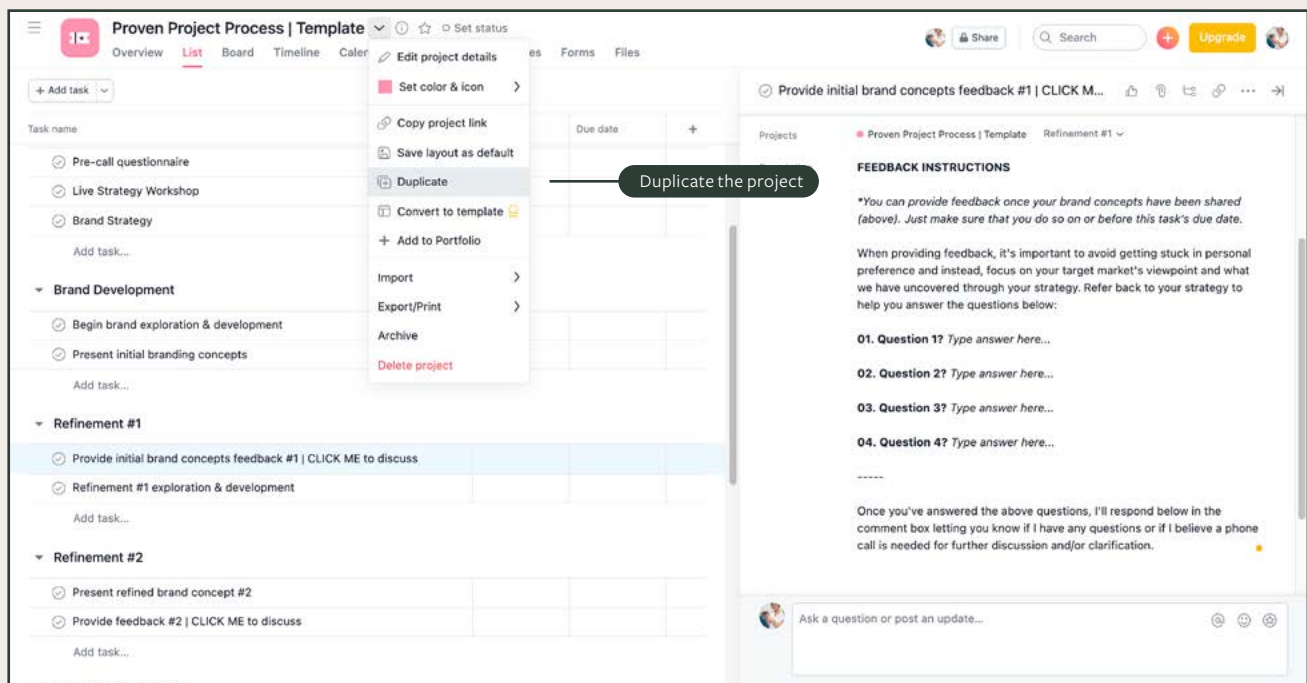 Proven Project Process | Template
Set status
Share
Search
Upgrade
Overview List Board Timeline Caler es Forms Files
Edit project details
Set color & icon
Copy project link
Save layout as default
Duplicate
Convert to template
+ Add to Portfolio
Import
Export/Print
Archive
Delete project
Duplicate the project
+ Add task
Task name
Due date
+
Pre-call questionnaire
Live Strategy Workshop
Brand Strategy
Add task...
Brand Development
Begin brand exploration & development
Present initial branding concepts
Add task...
Refinement #1
Provide initial brand concepts feedback #1 | CLICK ME to discuss
Refinement #1 exploration & development
Add task...
Refinement #2
Present refined brand concept #2
Provide feedback #2 | CLICK ME to discuss
Add task...
Provide initial brand concepts feedback #1 | CLICK M...
Projects
Proven Project Process | Template Refinement #1
FEEDBACK INSTRUCTIONS
*You can provide feedback once your brand concepts have been shared
(above). Just make sure that you do so on or before this task's due date.
When providing feedback, it's important to avoid getting stuck in personal
preference and instead, focus on your target market's viewpoint and what
we have uncovered through your strategy. Refer back to your strategy to
help you answer the questions below:
01. Question 1? Type answer here...
02. Question 2? Type answer here...
03. Question 3? Type answer here...
04. Question 4? Type answer here...
-----
Once you've answered the above questions, I'll respond below in the
comment box letting you know if I have any questions or if I believe a phone
call is needed for further discussion and/or clarification.
Ask a question or post an update...